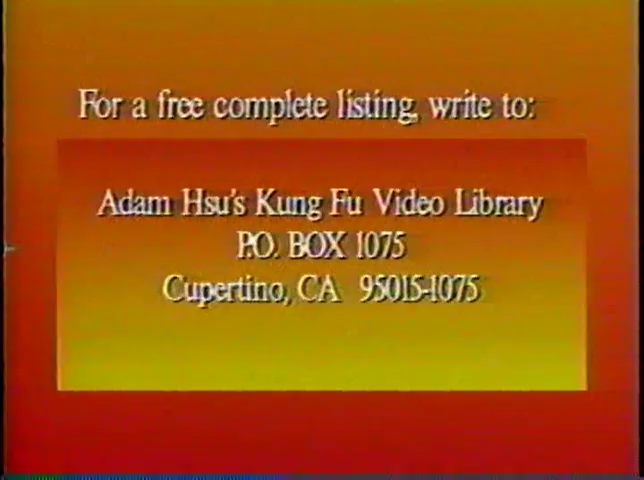 For a free complete listing, write to:
Adam Hsu's Kung Fu Video Library
P.O. BOX 1075
Cupertino, CA 95015-1075